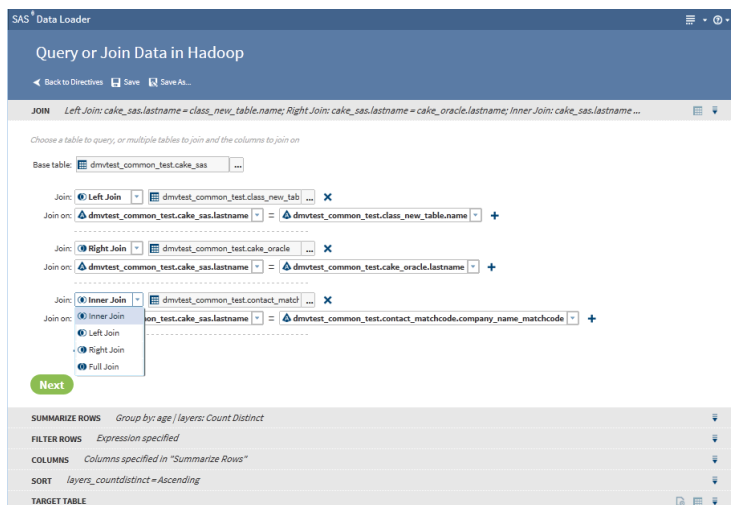 SAS® Data Loader
Query or Join Data in Hadoop
Back to Directives Save Save As...
JOIN Left Join: cake_sas.lastname = class_new_table.name; Right Join: cake_sas.lastname = cake_oracle.lastname; Inner Join: cake_sas.lastname ...
Choose a table to query, or multiple tables to join and the columns to join on
Base table: dmvtest_common_test.cake_sas ...
Join: Left Join dmvtest_common_test.class_new_tab ...
Join on: dmvtest_common_test.cake_sas.lastname = dmvtest_common_test.class_new_table.name
Join: Right Join dmvtest_common_test.cake_oracle ...
Join on: dmvtest_common_test.cake_sas.lastname = dmvtest_common_test.cake_oracle.lastname
Join: Inner Join dmvtest_common_test.contact_match ...
Join on: on_test.cake_sas.lastname = dmvtest_common_test.contact_matchcode.company_name_matchcode
Inner Join
Left Join
Right Join
Full Join
Next
SUMMARIZE ROWS Group by: age | layers: Count Distinct
FILTER ROWS Expression specified
COLUMNS Columns specified in "Summarize Rows"
SORT layers_countdistinct = Ascending
TARGET TABLE